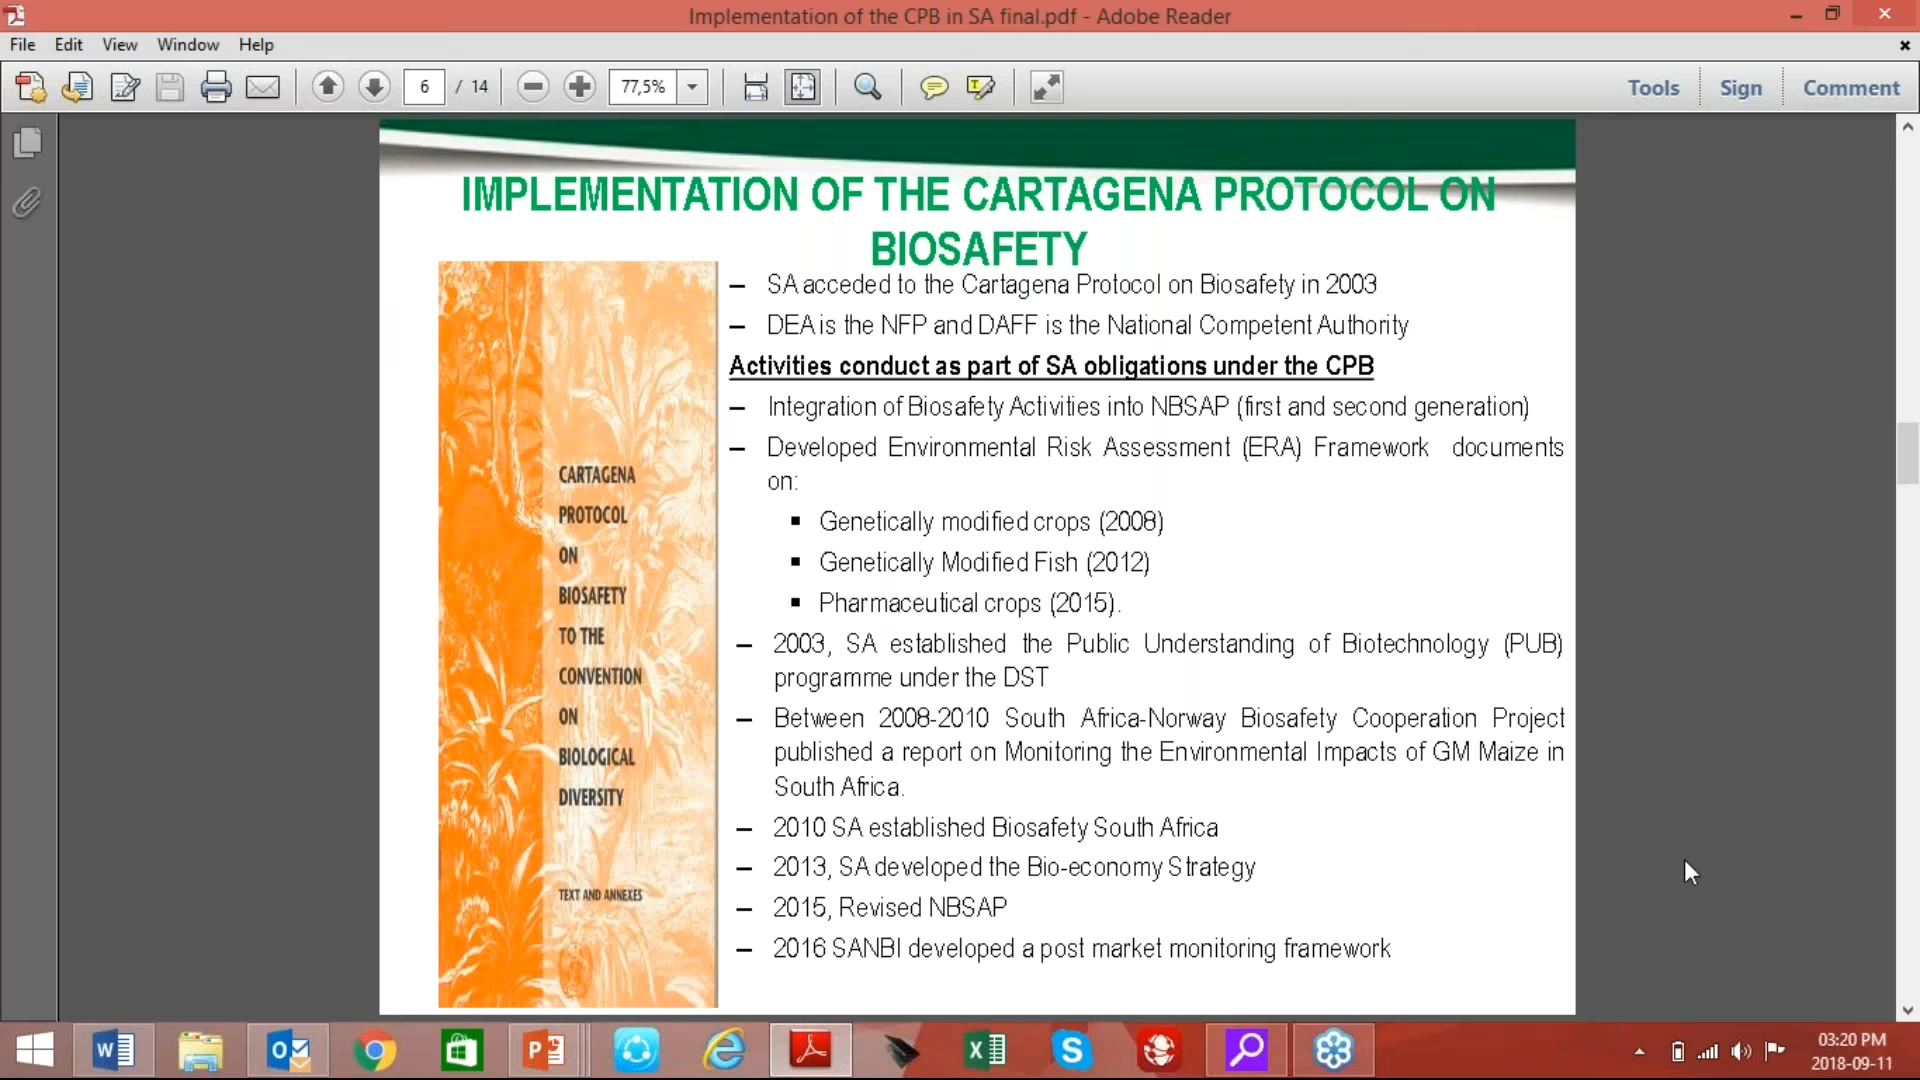 Implementation of the CPB in SA final.pdf - Adobe Reader
File Edit View Window Help
6 / 14 77,5% Tools Sign Comment
IMPLEMENTATION OF THE CARTAGENA PROTOCOL ON
BIOSAFETY
CARTAGENA
PROTOCOL
ON
BIOSAFETY
TO THE
CONVENTION
ON
BIOLOGICAL
DIVERSITY
TEXT AND ANNEXES
– SA acceded to the Cartagena Protocol on Biosafety in 2003
– DEA is the NFP and DAFF is the National Competent Authority
Activities conduct as part of SA obligations under the CPB
– Integration of Biosafety Activities into NBSAP (first and second generation)
– Developed Environmental Risk Assessment (ERA) Framework documents
on:
▪ Genetically modified crops (2008)
▪ Genetically Modified Fish (2012)
▪ Pharmaceutical crops (2015).
– 2003, SA established the Public Understanding of Biotechnology (PUB)
programme under the DST
– Between 2008-2010 South Africa-Norway Biosafety Cooperation Project
published a report on Monitoring the Environmental Impacts of GM Maize in
South Africa.
– 2010 SA established Biosafety South Africa
– 2013, SA developed the Bio-economy Strategy
– 2015, Revised NBSAP
– 2016 SANBI developed a post market monitoring framework
03:20 PM
2018-09-11